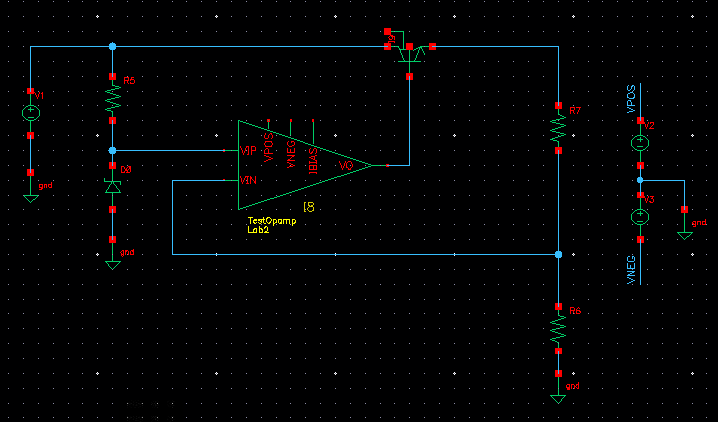 R5
R7
V1
VPOS
V2
VIP
VPOS
VNEG
IBIAS
VO
D0
VIN
gnd
V3
I8
gnd
TestOpamp
Lab2
gnd
VNEG
R6
gnd